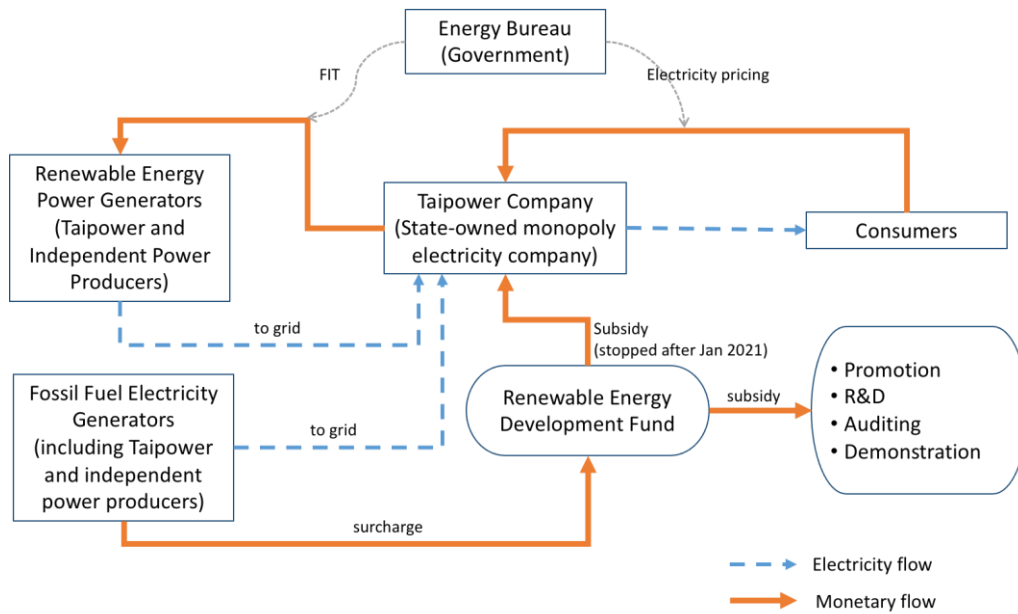 Energy Bureau
(Government)
FIT
Electricity pricing
Renewable Energy
Power Generators
(Taipower and
Independent Power
Producers)
Taipower Company
(State-owned monopoly
electricity company)
Consumers
to grid
Subsidy
(stopped after Jan 2021)
Fossil Fuel Electricity
Generators
(including Taipower
and independent
power producers)
to grid
Renewable Energy
Development Fund
subsidy
• Promotion
• R&D
• Auditing
• Demonstration
surcharge
Electricity flow
Monetary flow